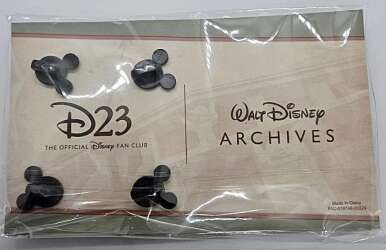 D23
THE OFFICIAL Disney FAN CLUB
WALT DISNEY
ARCHIVES
Made in China